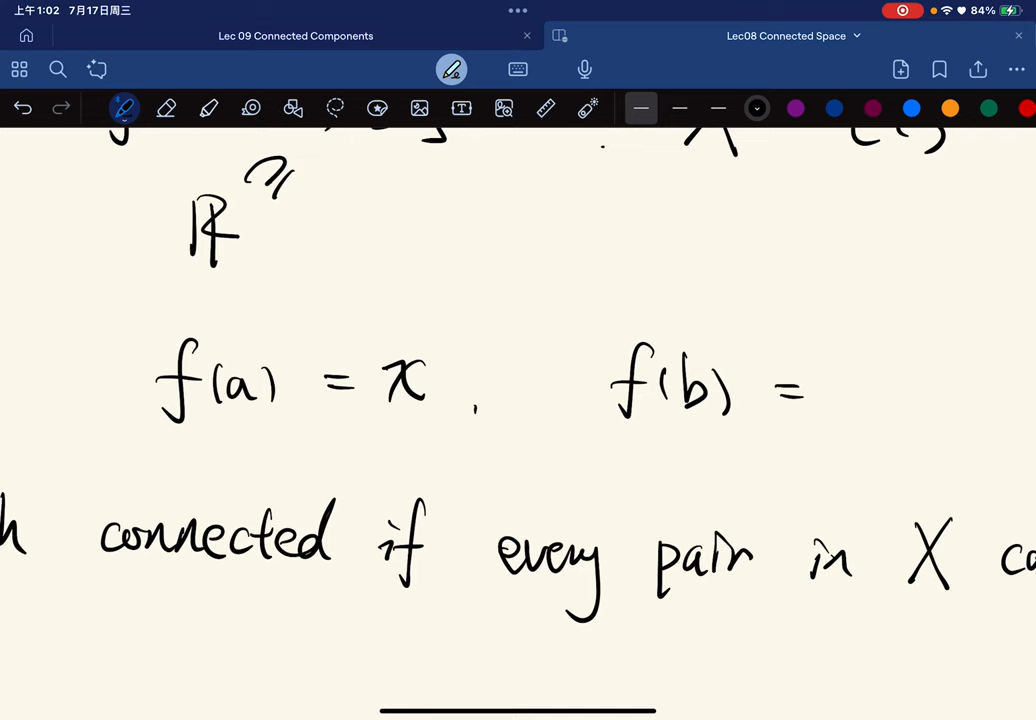 上午1:02 7月17日周三
84%
Lec 09 Connected Components
Lec08 Connected Space
ℝ
f(a) = x . f(b) =
connected if every pair in X